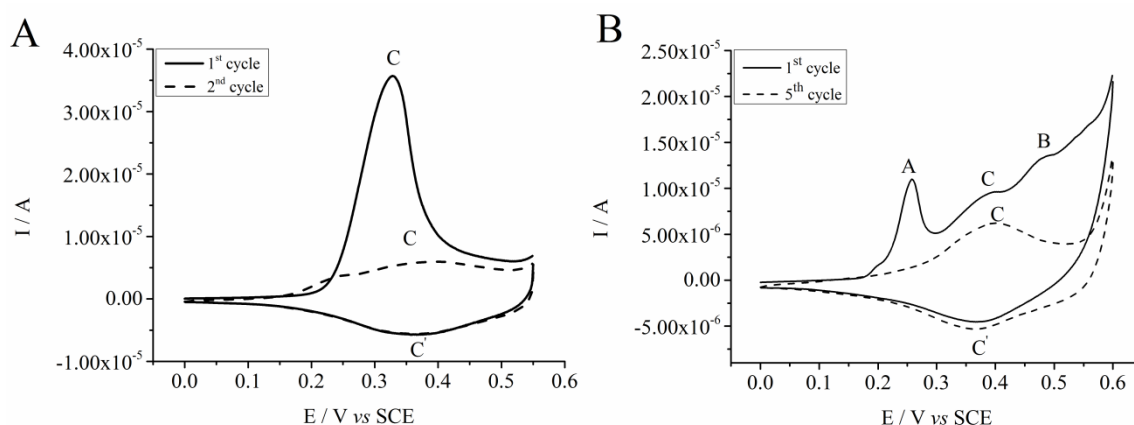 A
4.00x10⁻⁵
3.00x10⁻⁵
2.00x10⁻⁵
1.00x10⁻⁵
0.00
-1.00x10⁻⁵
I / A
1ˢᵗ cycle
2ⁿᵈ cycle
C
C
C'
0.0 0.1 0.2 0.3 0.4 0.5 0.6
E / V vs SCE
B
2.50x10⁻⁵
2.00x10⁻⁵
1.50x10⁻⁵
1.00x10⁻⁵
5.00x10⁻⁶
0.00
-5.00x10⁻⁶
I / A
1ˢᵗ cycle
5ᵗʰ cycle
A
C
B
C
C'
0.0 0.1 0.2 0.3 0.4 0.5 0.6
E / V vs SCE